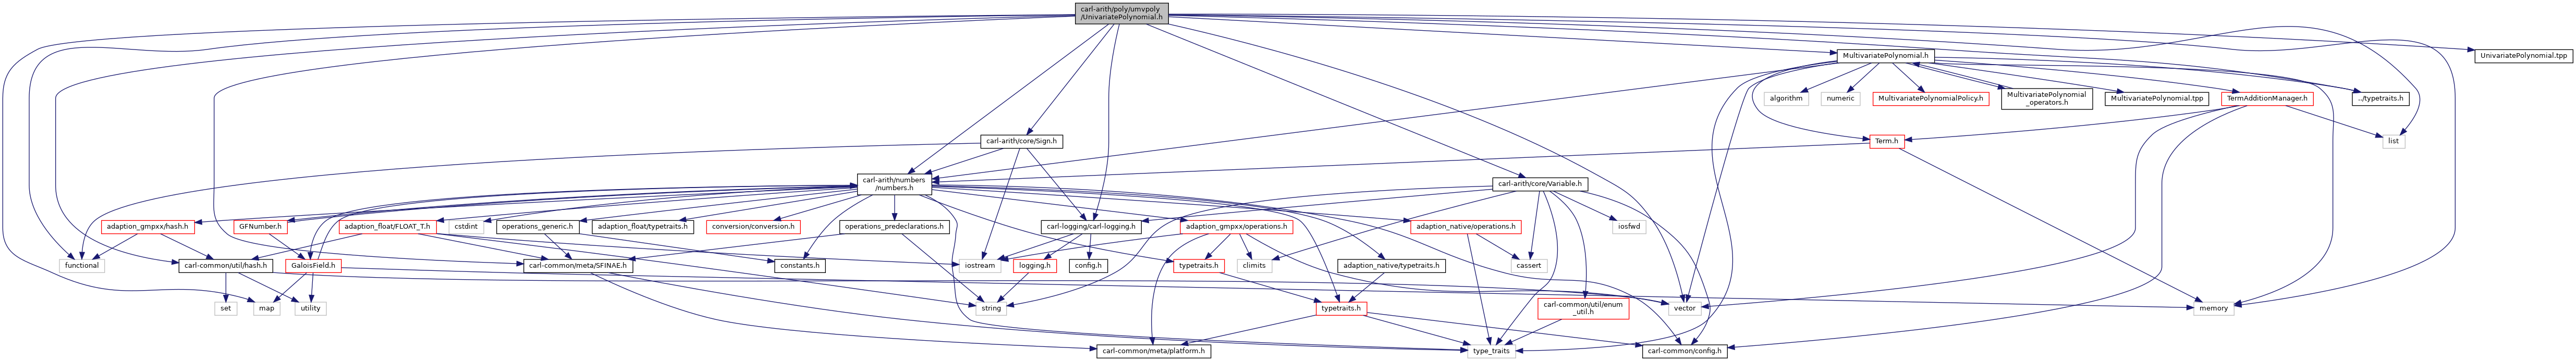 carl-arith/poly/umvpoly
/UnivariatePolynomial.h
MultivariatePolynomial.h
UnivariatePolynomial.tpp
algorithm
numeric
MultivariatePolynomialPolicy.h
MultivariatePolynomial
_operators.h
MultivariatePolynomial.tpp
TermAdditionManager.h
../typetraits.h
carl-arith/core/Sign.h
Term.h
list
carl-arith/numbers
/numbers.h
carl-arith/core/Variable.h
adaption_gmpxx/hash.h
GFNumber.h
adaption_float/FLOAT_T.h
cstdint
operations_generic.h
adaption_float/typetraits.h
conversion/conversion.h
operations_predeclarations.h
carl-logging/carl-logging.h
adaption_gmpxx/operations.h
adaption_native/operations.h
iosfwd
functional
carl-common/util/hash.h
GaloisField.h
carl-common/meta/SFINAE.h
constants.h
iostream
logging.h
config.h
typetraits.h
climits
adaption_native/typetraits.h
cassert
set
map
utility
string
typetraits.h
carl-common/util/enum
_util.h
vector
memory
carl-common/meta/platform.h
type_traits
carl-common/config.h